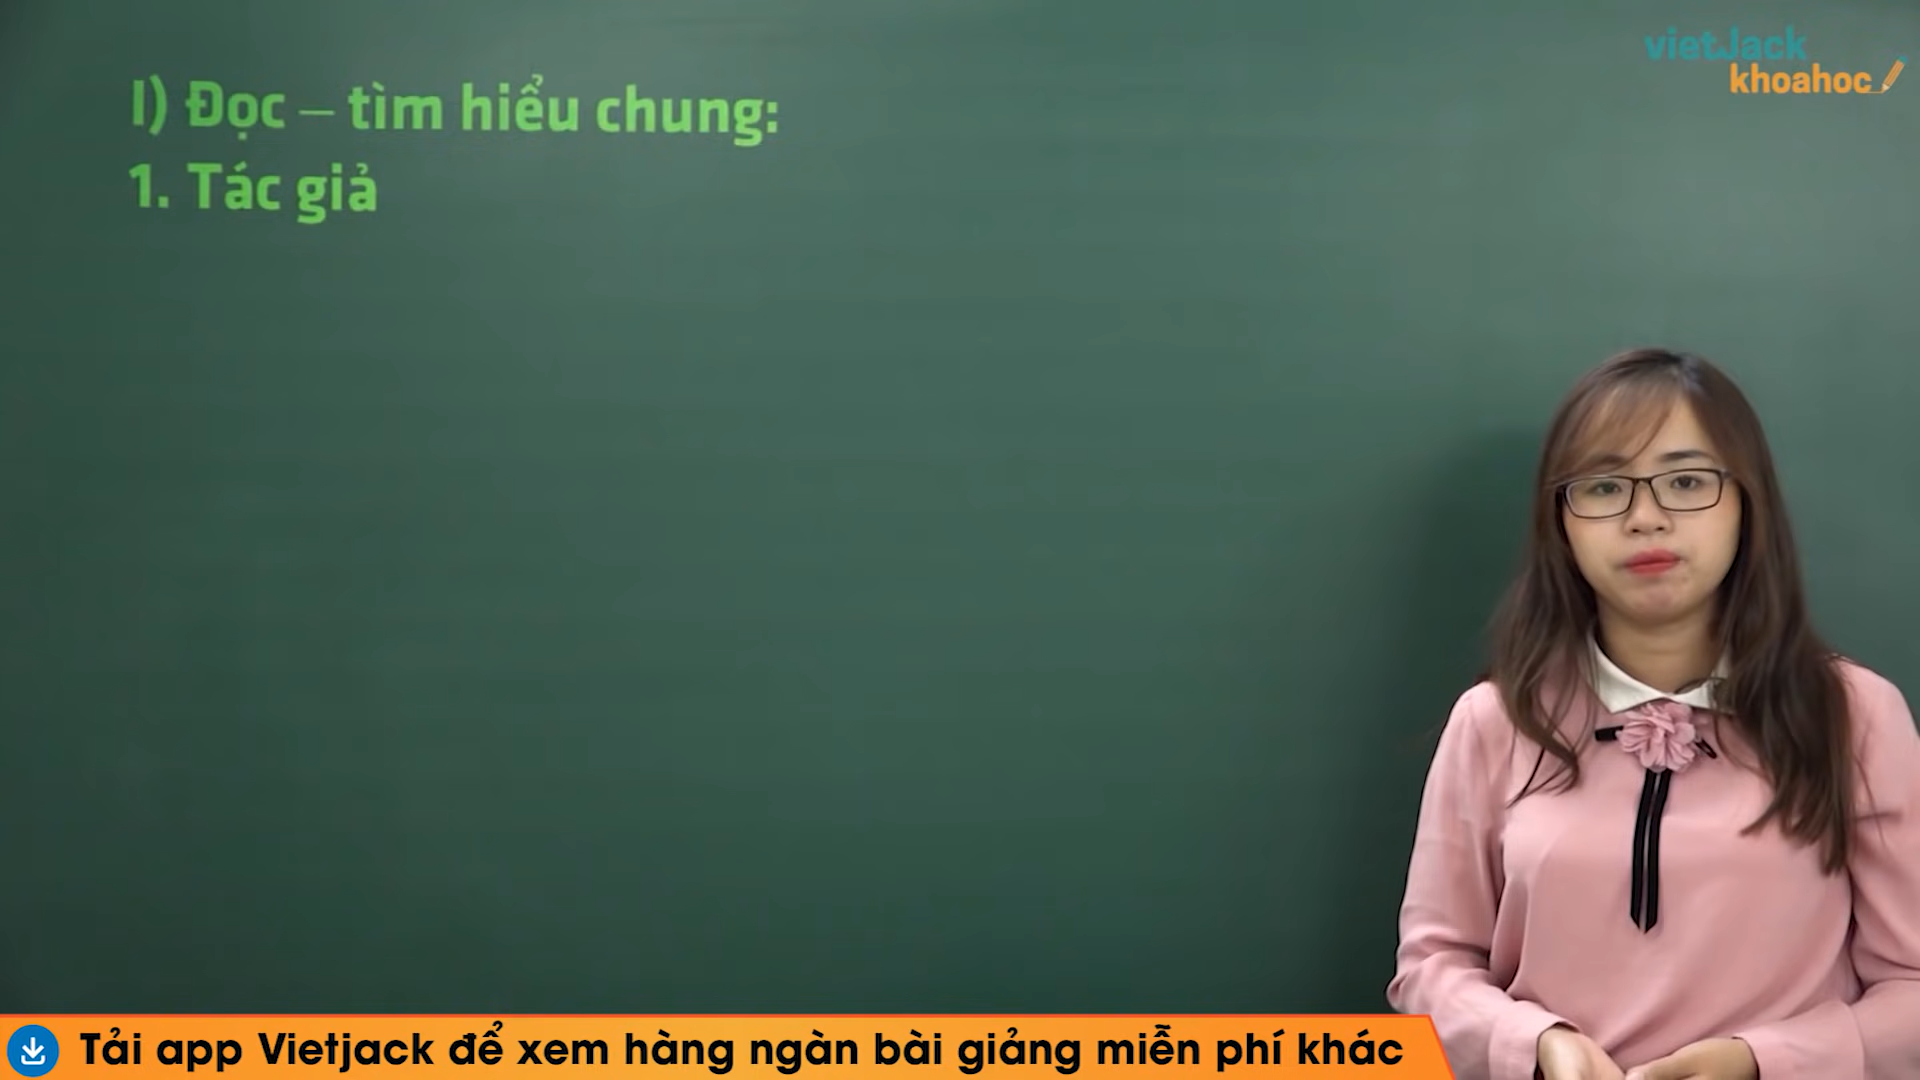 vietJack
khoahoc
I) Đọc – tìm hiểu chung:
1. Tác giả
Tải app Vietjack để xem hàng ngàn bài giảng miễn phí khác